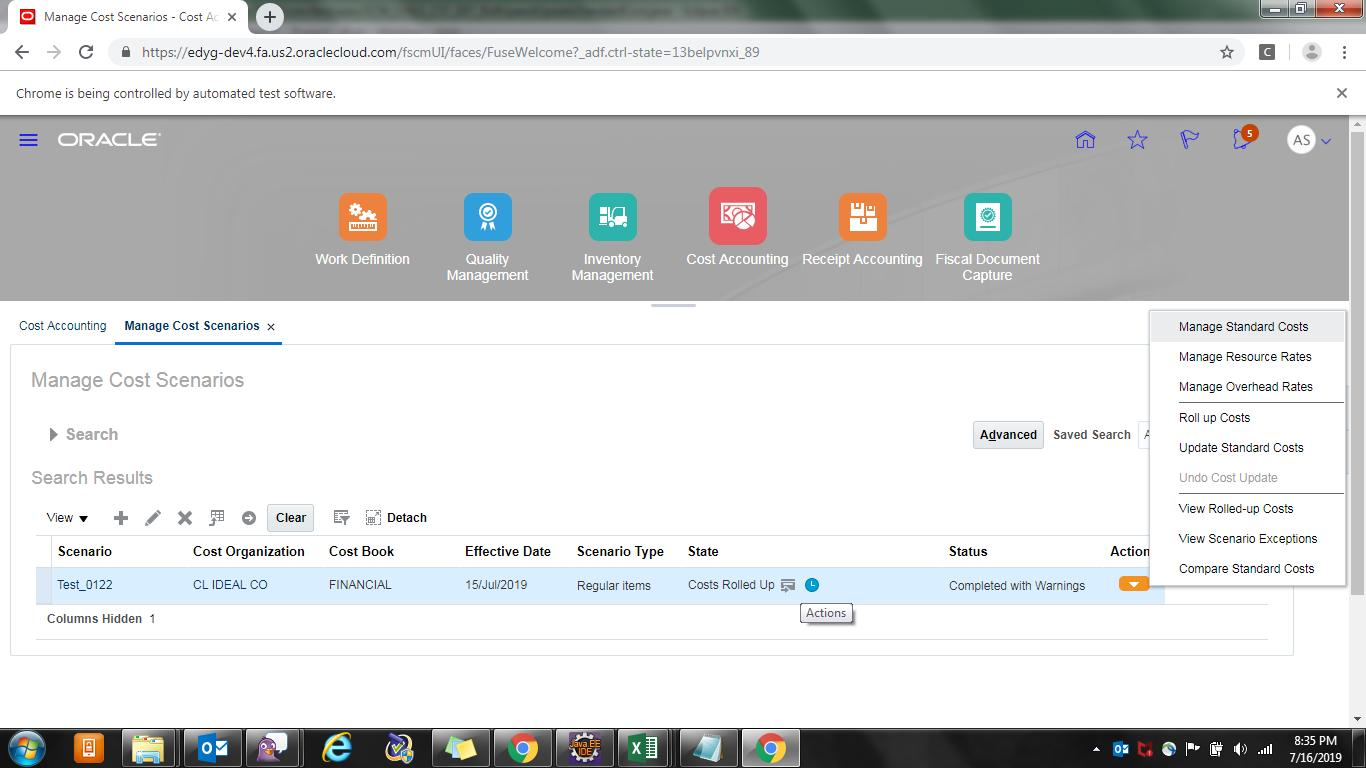 Manage Cost Scenarios - Cost Ac
https://edyg-dev4.fa.us2.oraclecloud.com/fscmUI/faces/FuseWelcome?_adf.ctrl-state=13belpvnxi_89
C
Chrome is being controlled by automated test software.
ORACLE
5
AS
Work Definition
Quality Management
Inventory Management
Cost Accounting
Receipt Accounting
Fiscal Document Capture
Cost Accounting
Manage Cost Scenarios
Manage Standard Costs
Manage Resource Rates
Manage Overhead Rates
Roll up Costs
Update Standard Costs
Undo Cost Update
View Rolled-up Costs
View Scenario Exceptions
Compare Standard Costs
Manage Cost Scenarios
Search
Advanced Saved Search A
Search Results
View Clear Detach
Scenario Cost Organization Cost Book Effective Date Scenario Type State Status Action
Test_0122 CL IDEAL CO FINANCIAL 15/Jul/2019 Regular items Costs Rolled Up Completed with Warnings
Actions
Columns Hidden 1
Java EE
IDE
8:35 PM
7/16/2019